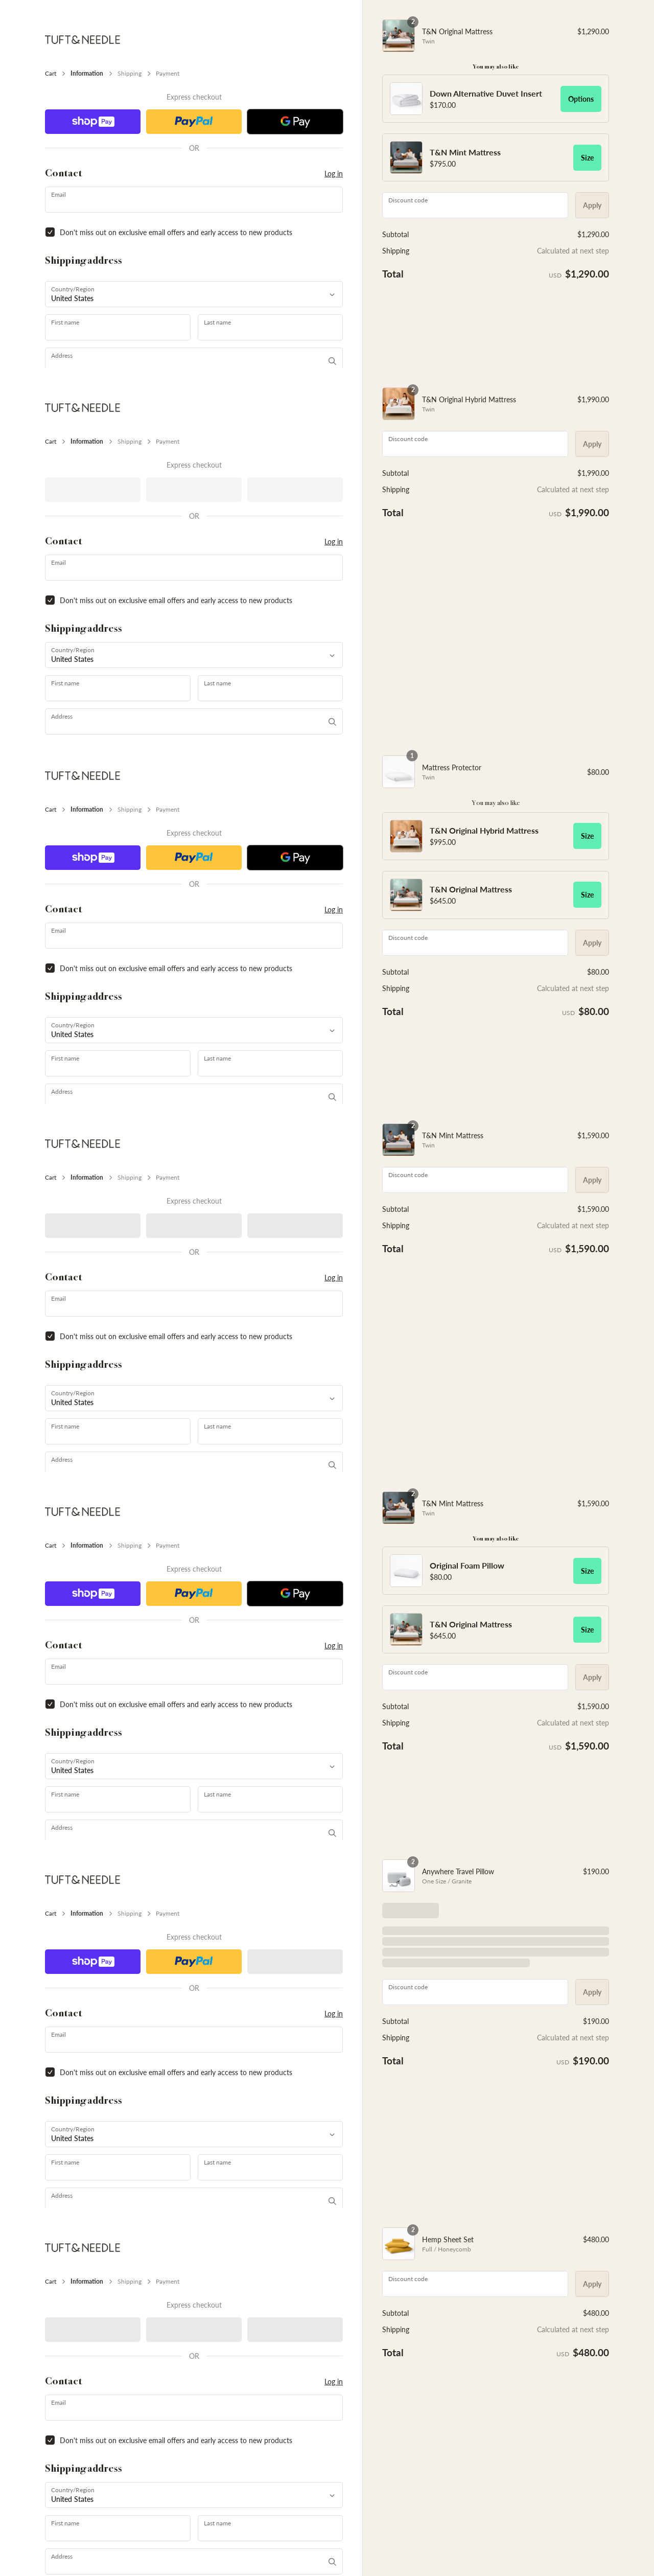 TUFT&NEEDLE
Cart > Information > Shipping > Payment
Express checkout
shop Pay
PayPal
G Pay
OR
Contact
Log in
Email
Don't miss out on exclusive email offers and early access to new products
Shipping address
Country/Region
United States
First name
Last name
Address
2
T&N Original Mattress
$1,290.00
Twin
You may also like
Down Alternative Duvet Insert
$170.00
Options
T&N Mint Mattress
$795.00
Size
Discount code
Apply
Subtotal
$1,290.00
Shipping
Calculated at next step
Total
USD $1,290.00
TUFT&NEEDLE
Cart > Information > Shipping > Payment
Express checkout
OR
Contact
Log in
Email
Don't miss out on exclusive email offers and early access to new products
Shipping address
Country/Region
United States
First name
Last name
Address
2
T&N Original Hybrid Mattress
$1,990.00
Twin
Discount code
Apply
Subtotal
$1,990.00
Shipping
Calculated at next step
Total
USD $1,990.00
TUFT&NEEDLE
Cart > Information > Shipping > Payment
Express checkout
shop Pay
PayPal
G Pay
OR
Contact
Log in
Email
Don't miss out on exclusive email offers and early access to new products
Shipping address
Country/Region
United States
First name
Last name
Address
1
Mattress Protector
$80.00
Twin
You may also like
T&N Original Hybrid Mattress
$995.00
Size
T&N Original Mattress
$645.00
Size
Discount code
Apply
Subtotal
$80.00
Shipping
Calculated at next step
Total
USD $80.00
TUFT&NEEDLE
Cart > Information > Shipping > Payment
Express checkout
OR
Contact
Log in
Email
Don't miss out on exclusive email offers and early access to new products
Shipping address
Country/Region
United States
First name
Last name
Address
2
T&N Mint Mattress
$1,590.00
Twin
Discount code
Apply
Subtotal
$1,590.00
Shipping
Calculated at next step
Total
USD $1,590.00
TUFT&NEEDLE
Cart > Information > Shipping > Payment
Express checkout
shop Pay
PayPal
G Pay
OR
Contact
Log in
Email
Don't miss out on exclusive email offers and early access to new products
Shipping address
Country/Region
United States
First name
Last name
Address
2
T&N Mint Mattress
$1,590.00
Twin
You may also like
Original Foam Pillow
$80.00
Size
T&N Original Mattress
$645.00
Size
Discount code
Apply
Subtotal
$1,590.00
Shipping
Calculated at next step
Total
USD $1,590.00
TUFT&NEEDLE
Cart > Information > Shipping > Payment
Express checkout
shop Pay
PayPal
OR
Contact
Log in
Email
Don't miss out on exclusive email offers and early access to new products
Shipping address
Country/Region
United States
First name
Last name
Address
2
Anywhere Travel Pillow
$190.00
One Size / Granite
Discount code
Apply
Subtotal
$190.00
Shipping
Calculated at next step
Total
USD $190.00
TUFT&NEEDLE
Cart > Information > Shipping > Payment
Express checkout
OR
Contact
Log in
Email
Don't miss out on exclusive email offers and early access to new products
Shipping address
Country/Region
United States
First name
Last name
Address
2
Hemp Sheet Set
$480.00
Full / Honeycomb
Discount code
Apply
Subtotal
$480.00
Shipping
Calculated at next step
Total
USD $480.00